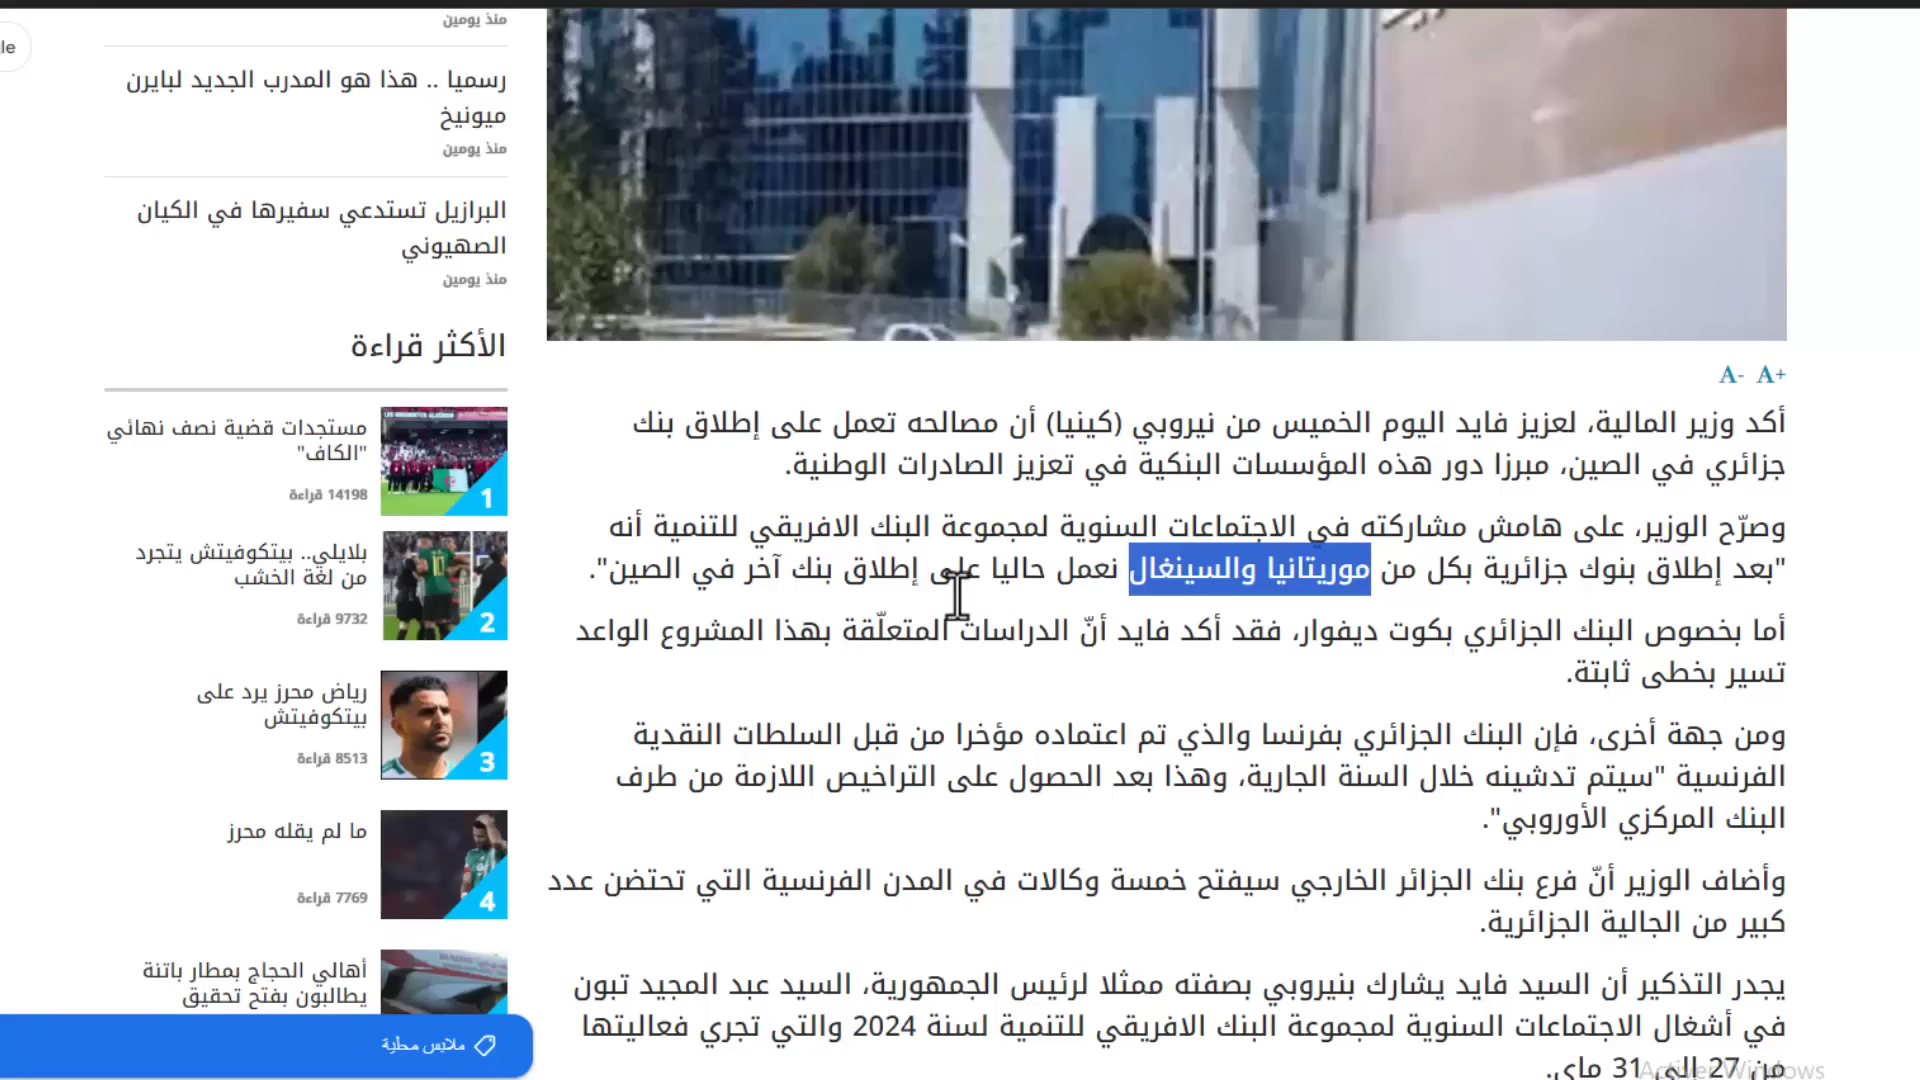 A- A+
أكد وزير المالية، لعزيز فايد اليوم الخميس من نيروبي (كينيا) أن مصالحه تعمل على إطلاق بنك
جزائري في الصين، مبرزا دور هذه المؤسسات البنكية في تعزيز الصادرات الوطنية.
وصرّح الوزير، على هامش مشاركته في الاجتماعات السنوية لمجموعة البنك الافريقي للتنمية أنه
"بعد إطلاق بنوك جزائرية بكل من موريتانيا والسينغال نعمل حاليا على إطلاق بنك آخر في الصين".
أما بخصوص البنك الجزائري بكوت ديفوار، فقد أكد فايد أنّ الدراسات المتعلّقة بهذا المشروع الواعد
تسير بخطى ثابتة.
ومن جهة أخرى، فإن البنك الجزائري بفرنسا والذي تم اعتماده مؤخرا من قبل السلطات النقدية
الفرنسية "سيتم تدشينه خلال السنة الجارية، وهذا بعد الحصول على التراخيص اللازمة من طرف
البنك المركزي الأوروبي".
وأضاف الوزير أنّ فرع بنك الجزائر الخارجي سيفتح خمسة وكالات في المدن الفرنسية التي تحتضن عدد
كبير من الجالية الجزائرية.
يجدر التذكير أن السيد فايد يشارك بنيروبي بصفته ممثلا لرئيس الجمهورية، السيد عبد المجيد تبون
في أشغال الاجتماعات السنوية لمجموعة البنك الافريقي للتنمية لسنة 2024 والتي تجري فعاليتها
من 27 الى 31 ماي.
منذ يومين
رسميا .. هذا هو المدرب الجديد لبايرن
ميونيخ
منذ يومين
البرازيل تستدعي سفيرها في الكيان
الصهيوني
منذ يومين
الأكثر قراءة
مستجدات قضية نصف نهائي
"الكاف"
14198 قراءة
1
بلايلي.. بيتكوفيتش يتجرد
من لغة الخشب
9732 قراءة
2
رياض محرز يرد على
بيتكوفيتش
8513 قراءة
3
ما لم يقله محرز
7769 قراءة
4
أهالي الحجاج بمطار باتنة
يطالبون بفتح تحقيق
ملابس محلية
le
Activer Windows